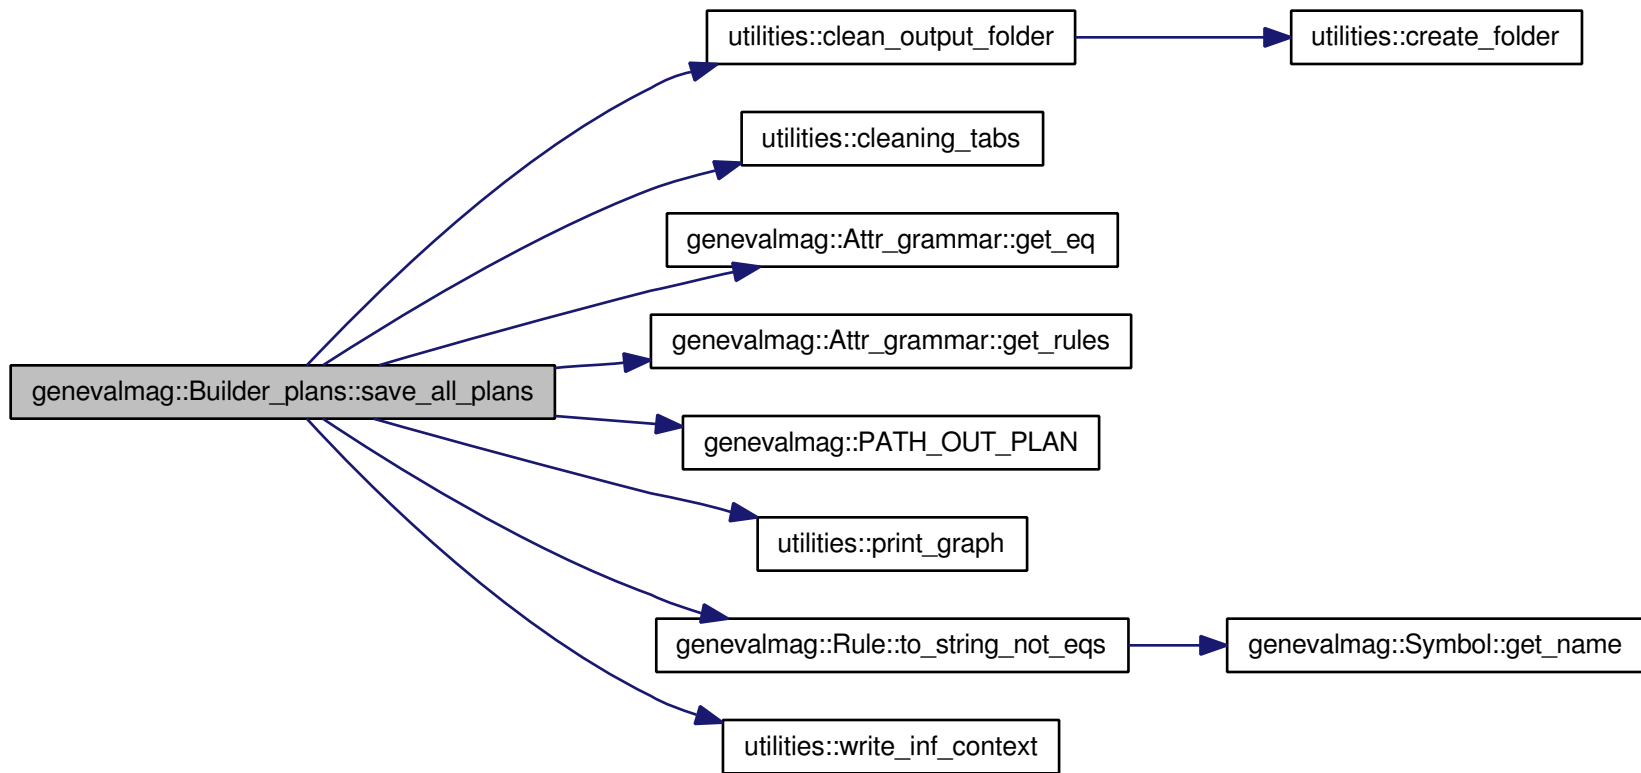 utilities::clean_output_folder
utilities::create_folder
utilities::cleaning_tabs
genevalmag::Attr_grammar::get_eq
genevalmag::Attr_grammar::get_rules
genevalmag::Builder_plans::save_all_plans
genevalmag::PATH_OUT_PLAN
utilities::print_graph
genevalmag::Rule::to_string_not_eqs
genevalmag::Symbol::get_name
utilities::write_inf_context